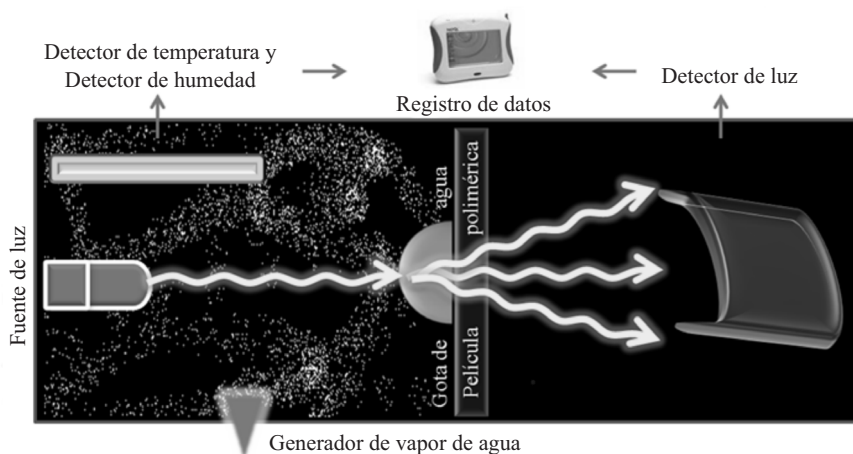 Detector de temperatura y
Detector de humedad
Registro de datos
Detector de luz
Fuente de luz
Gota de agua
Película polimérica
Generador de vapor de agua